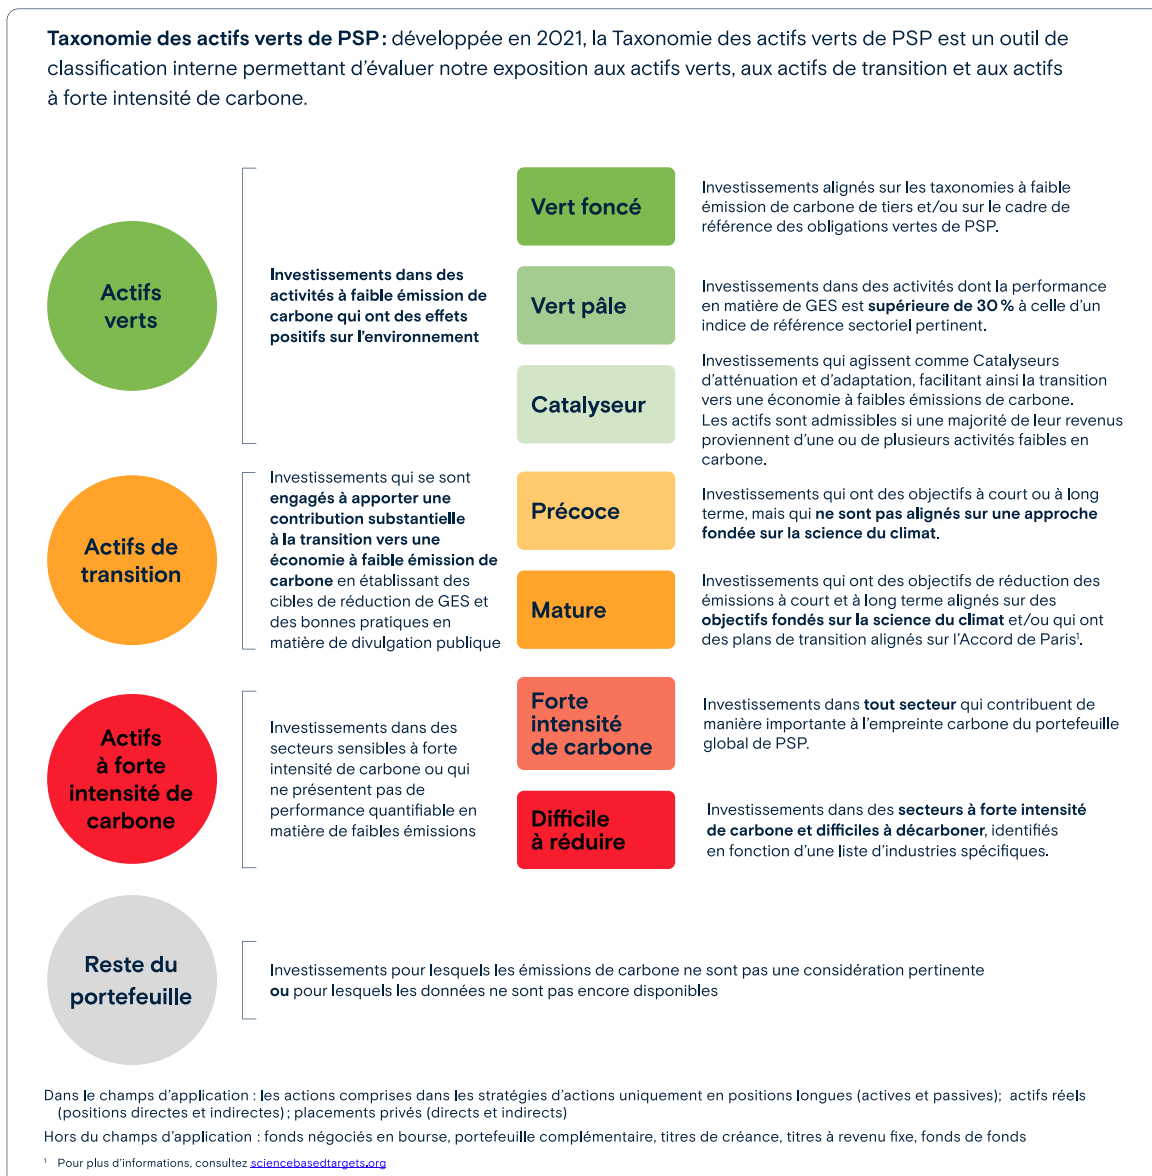 Taxonomie des actifs verts de PSP : développée en 2021, la Taxonomie des actifs verts de PSP est un outil de
classification interne permettant d’évaluer notre exposition aux actifs verts, aux actifs de transition et aux actifs
à forte intensité de carbone.
Actifs
verts
Investissements dans des
activités à faible émission de
carbone qui ont des effets
positifs sur l’environnement
Vert foncé
Investissements alignés sur les taxonomies à faible
émission de carbone de tiers et/ou sur le cadre de
référence des obligations vertes de PSP.
Vert pâle
Investissements dans des activités dont la performance
en matière de GES est supérieure de 30 % à celle d’un
indice de référence sectoriel pertinent.
Catalyseur
Investissements qui agissent comme Catalyseurs
d’atténuation et d’adaptation, facilitant ainsi la transition
vers une économie à faibles émissions de carbone.
Les actifs sont admissibles si une majorité de leur revenus
proviennent d’une ou de plusieurs activités faibles en
carbone.
Actifs de
transition
Investissements qui se sont
engagés à apporter une
contribution substantielle
à la transition vers une
économie à faible émission de
carbone en établissant des
cibles de réduction de GES et
des bonnes pratiques en
matière de divulgation publique
Précoce
Investissements qui ont des objectifs à court ou à long
terme, mais qui ne sont pas alignés sur une approche
fondée sur la science du climat.
Mature
Investissements qui ont des objectifs de réduction des
émissions à court et à long terme alignés sur des
objectifs fondés sur la science du climat et/ou qui ont
des plans de transition alignés sur l’Accord de Paris¹.
Actifs
à forte
intensité de
carbone
Investissements dans des
secteurs sensibles à forte
intensité de carbone ou qui
ne présentent pas de
performance quantifiable en
matière de faibles émissions
Forte
intensité
de carbone
Investissements dans tout secteur qui contribuent de
manière importante à l’empreinte carbone du portefeuille
global de PSP.
Difficile
à réduire
Investissements dans des secteurs à forte intensité
de carbone et difficiles à décarboner, identifiés
en fonction d’une liste d’industries spécifiques.
Reste du
portefeuille
Investissements pour lesquels les émissions de carbone ne sont pas une considération pertinente
ou pour lesquels les données ne sont pas encore disponibles
Dans le champs d’application : les actions comprises dans les stratégies d’actions uniquement en positions longues (actives et passives); actifs réels
(positions directes et indirectes) ; placements privés (directs et indirects)
Hors du champs d’application : fonds négociés en bourse, portefeuille complémentaire, titres de créance, titres à revenu fixe, fonds de fonds
¹ Pour plus d’informations, consultez sciencebasedtargets.org